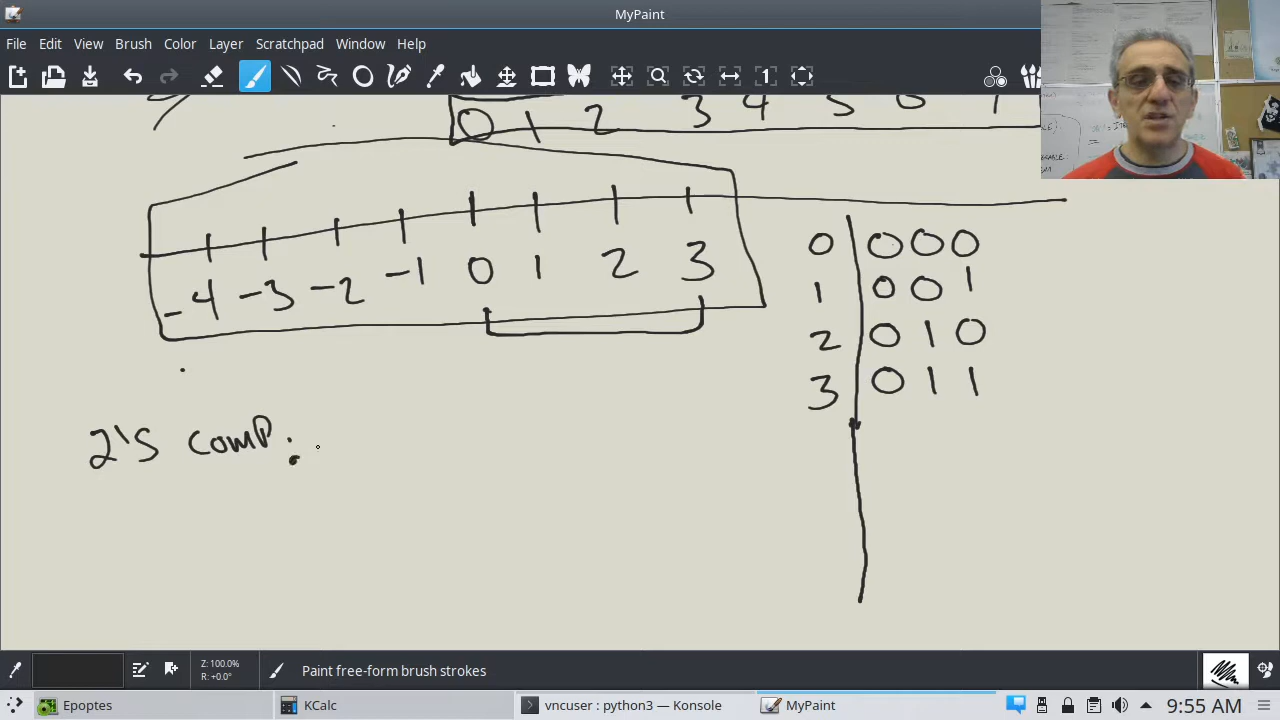 MyPaint
File Edit View Brush Color Layer Scratchpad Window Help
0 1 2 3 4 5
-4 -3 -2 -1 0 1 2 3
0 000
1 001
2 010
3 011
2's comp:
Z: 100.0%
R: +0.0°
Paint free-form brush strokes
Epoptes KCalc vncuser : python3 — Konsole MyPaint 9:55 AM